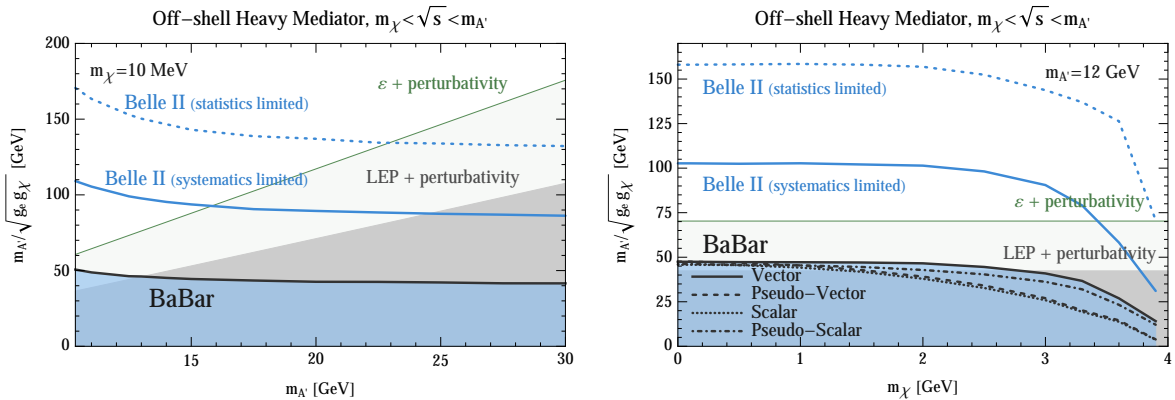 Off-shell Heavy Mediator, mχ<√s<mA'
200
150
100
50
0
mχ=10 MeV
ε + perturbativity
Belle II (statistics limited)
LEP + perturbativity
Belle II (systematics limited)
BaBar
mA'/√ge gχ [GeV]
15 20 25 30
mA' [GeV]
Off-shell Heavy Mediator, mχ<√s<mA'
150
125
100
75
50
25
0
mA'=12 GeV
Belle II (statistics limited)
Belle II (systematics limited)
ε + perturbativity
BaBar
LEP + perturbativity
Vector
Pseudo-Vector
Scalar
Pseudo-Scalar
mA'/√ge gχ [GeV]
0 1 2 3 4
mχ [GeV]